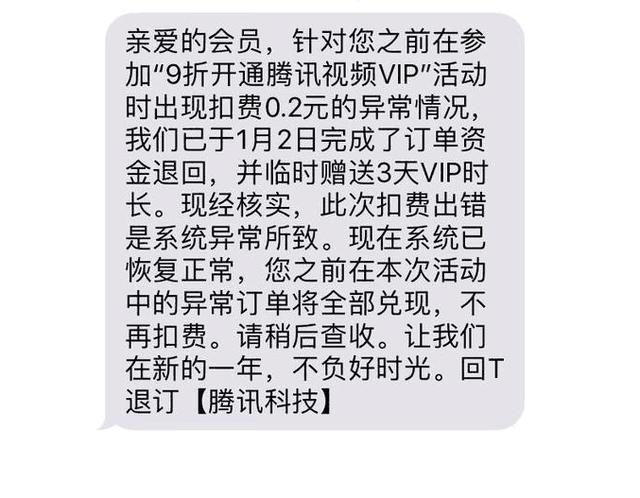 亲爱的会员，针对您之前在参
加“9折开通腾讯视频VIP”活动
时出现扣费0.2元的异常情况，
我们已于1月2日完成了订单资
金退回，并临时赠送3天VIP时
长。现经核实，此次扣费出错
是系统异常所致。现在系统已
恢复正常，您之前在本次活动
中的异常订单将全部兑现，不
再扣费。请稍后查收。让我们
在新的一年，不负好时光。回T
退订【腾讯科技】